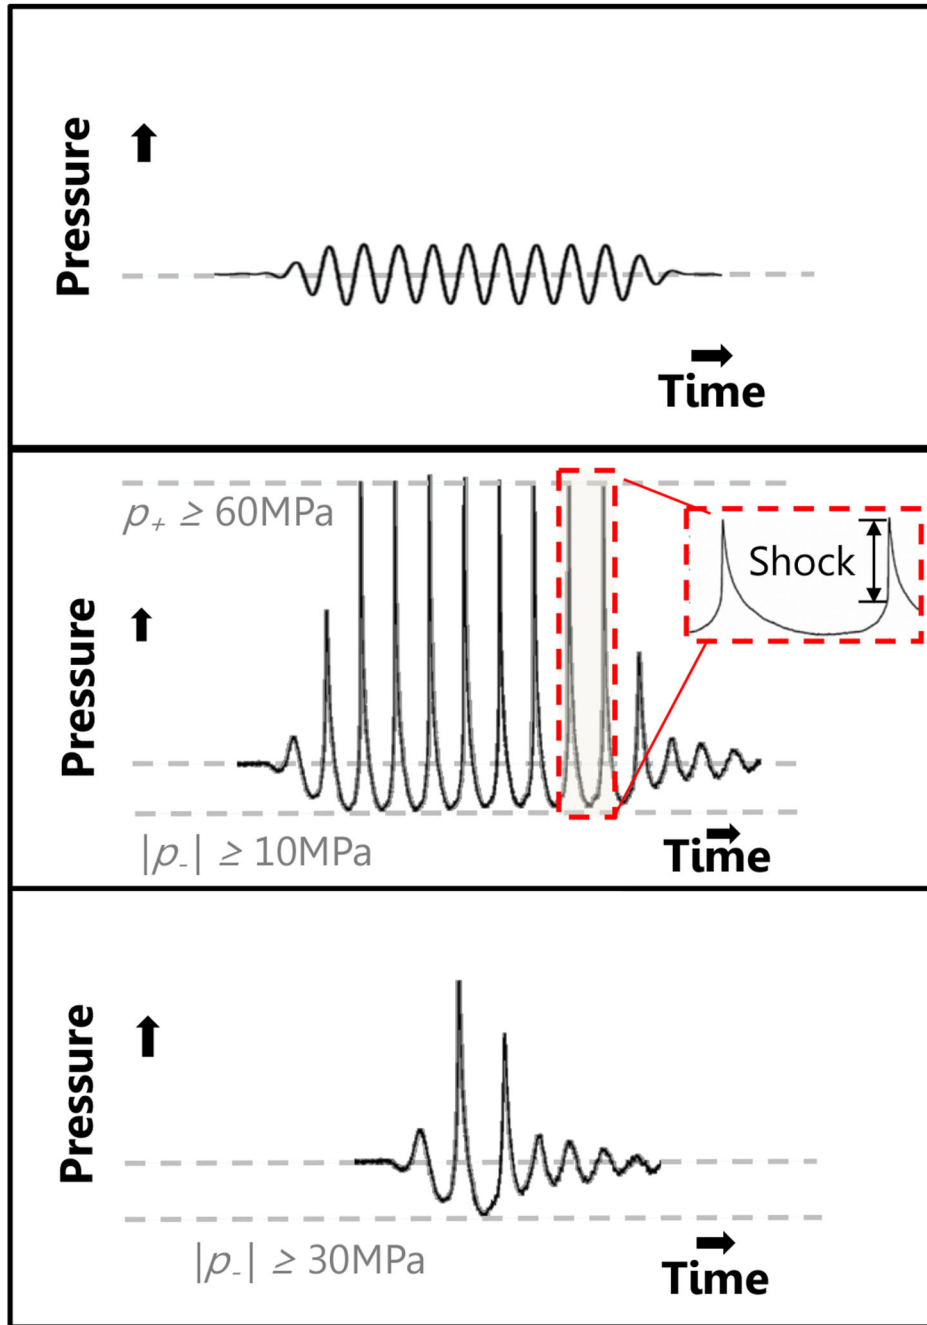 Pressure
Time
p₊ ≥ 60MPa
Shock
Pressure
|p₋| ≥ 10MPa
Time
Pressure
|p₋| ≥ 30MPa
Time